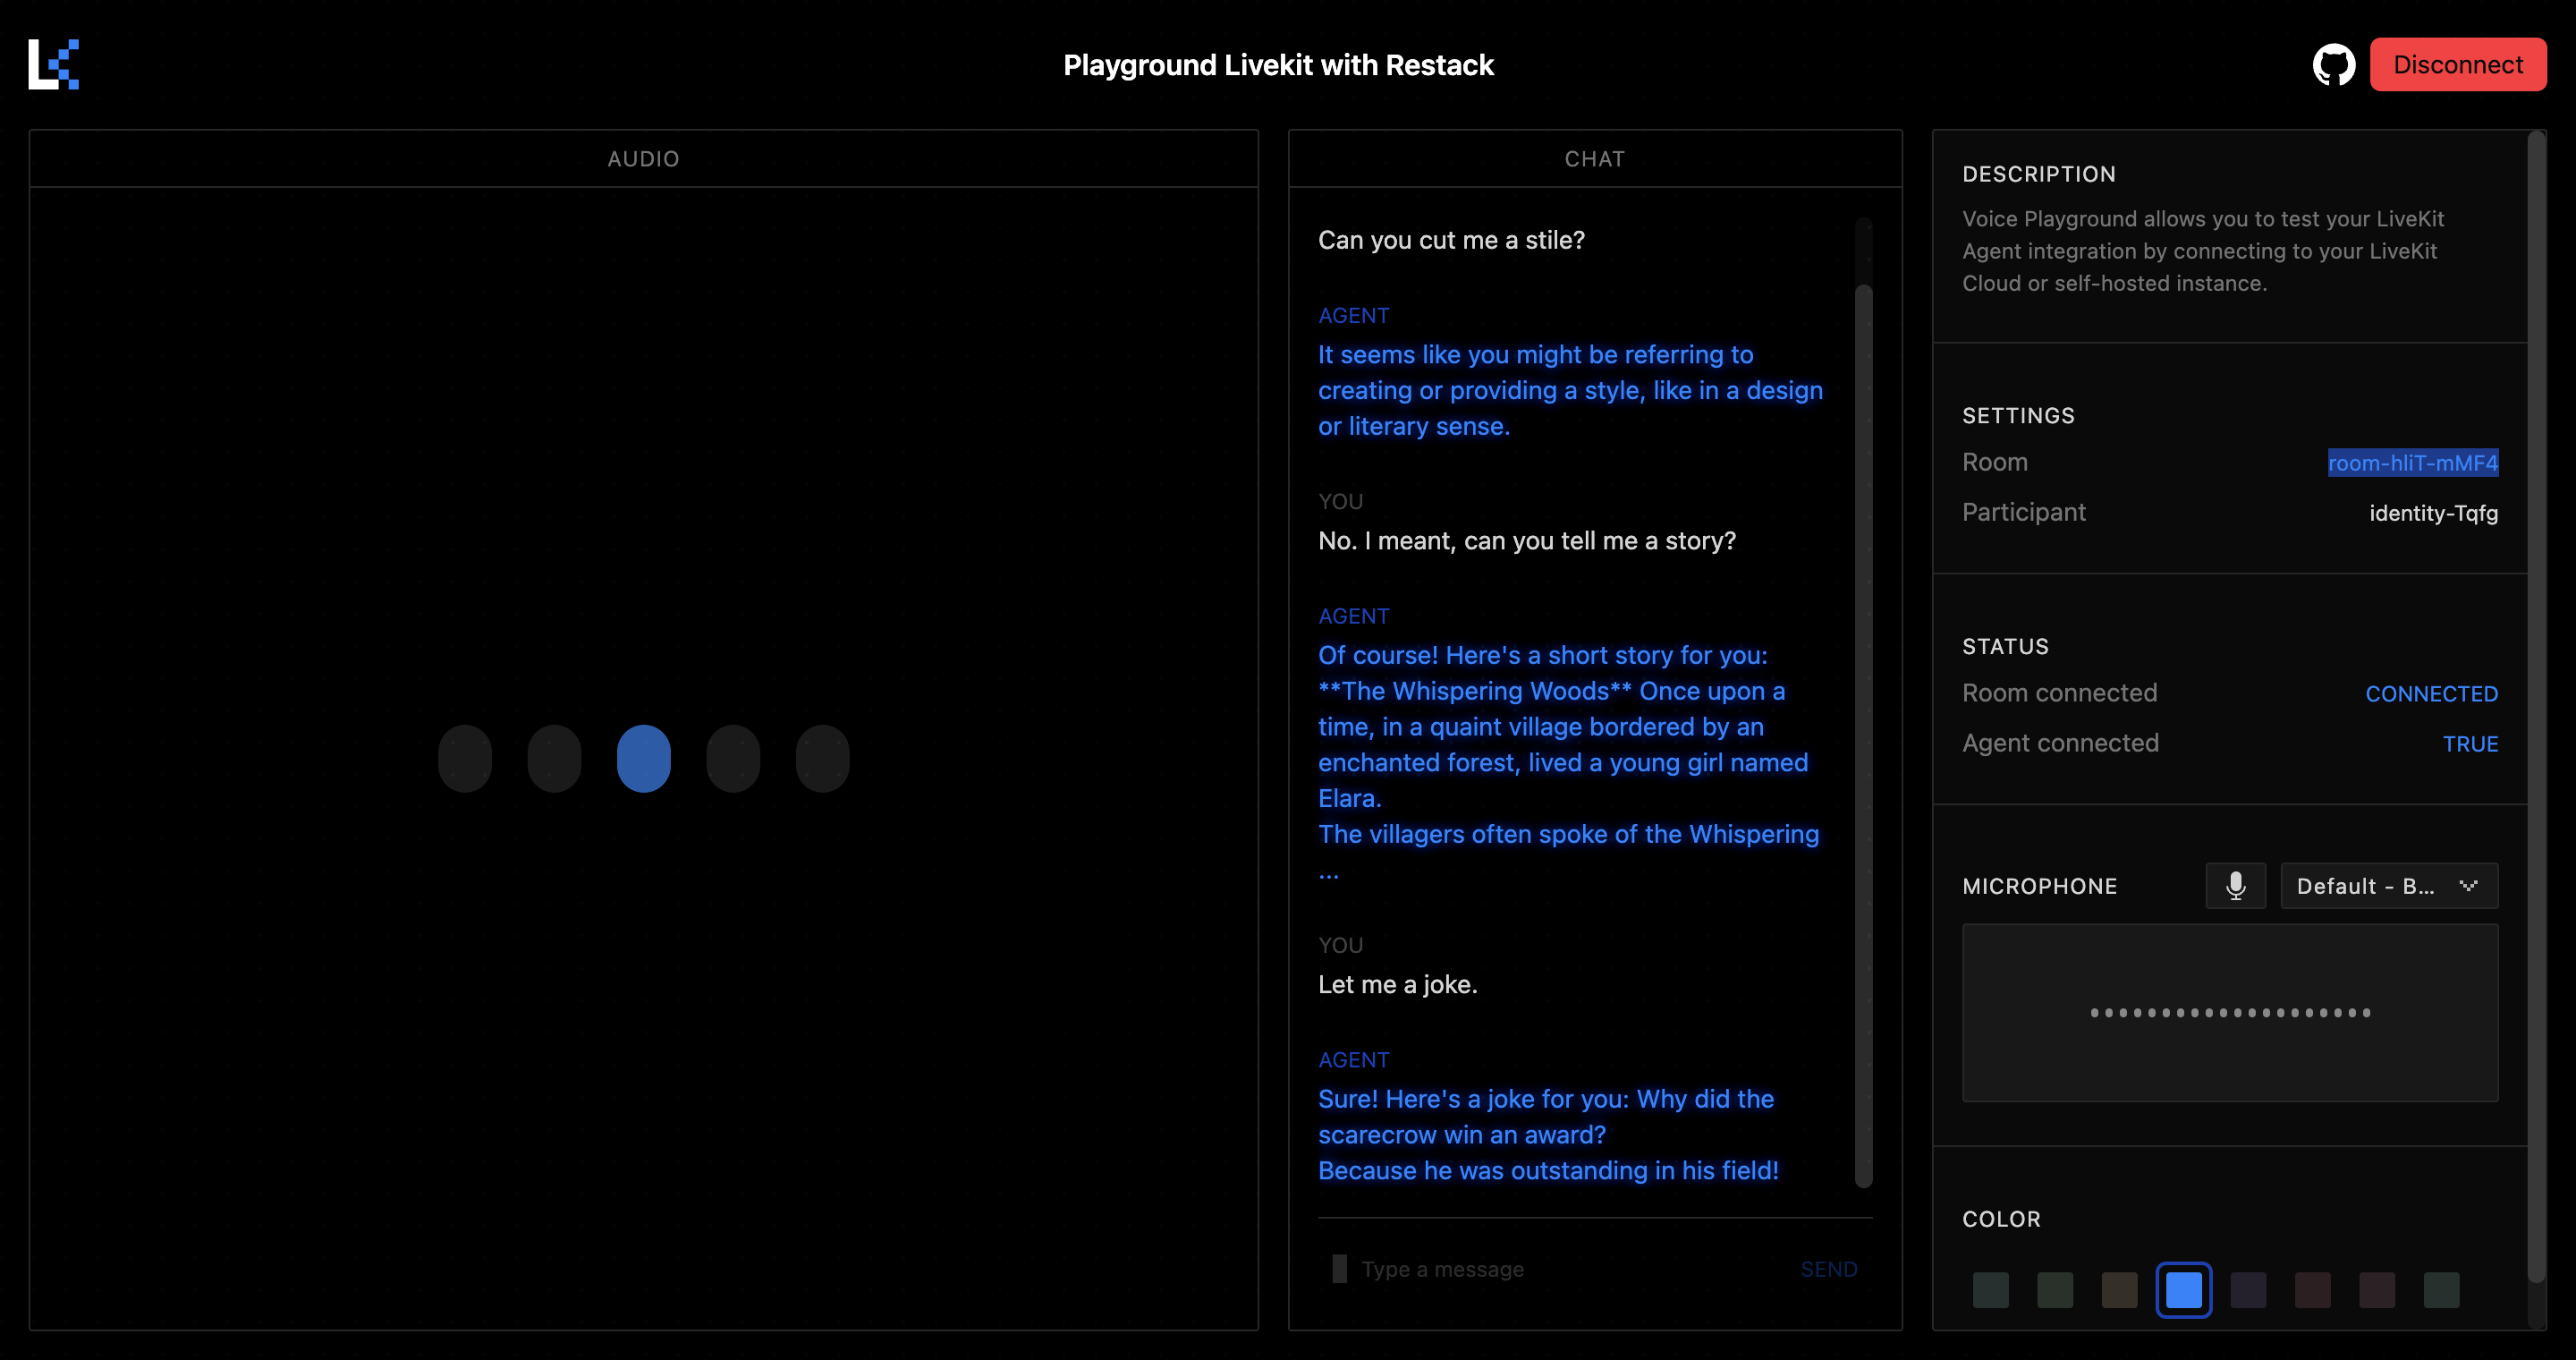 Playground Livekit with Restack
Disconnect
AUDIO
CHAT
Can you cut me a stile?
AGENT
It seems like you might be referring to
creating or providing a style, like in a design
or literary sense.
YOU
No. I meant, can you tell me a story?
AGENT
Of course! Here's a short story for you:
**The Whispering Woods** Once upon a
time, in a quaint village bordered by an
enchanted forest, lived a young girl named
Elara.
The villagers often spoke of the Whispering
...
YOU
Let me a joke.
AGENT
Sure! Here's a joke for you: Why did the
scarecrow win an award?
Because he was outstanding in his field!
Type a message
SEND
DESCRIPTION
Voice Playground allows you to test your LiveKit
Agent integration by connecting to your LiveKit
Cloud or self-hosted instance.
SETTINGS
Room room-hliT-mMF4
Participant identity-Tqfg
STATUS
Room connected CONNECTED
Agent connected TRUE
MICROPHONE Default - B...
COLOR